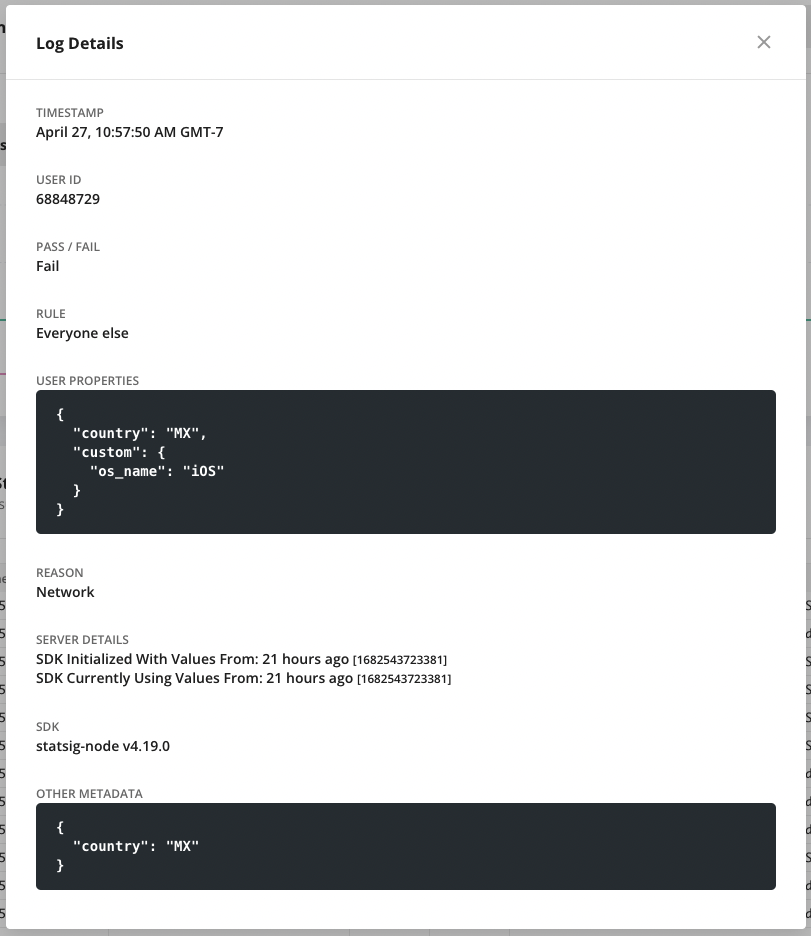 Log Details
TIMESTAMP
April 27, 10:57:50 AM GMT-7
USER ID
68848729
PASS / FAIL
Fail
RULE
Everyone else
USER PROPERTIES
{
  "country": "MX",
  "custom": {
    "os_name": "iOS"
  }
}
REASON
Network
SERVER DETAILS
SDK Initialized With Values From: 21 hours ago [1682543723381]
SDK Currently Using Values From: 21 hours ago [1682543723381]
SDK
statsig-node v4.19.0
OTHER METADATA
{
  "country": "MX"
}